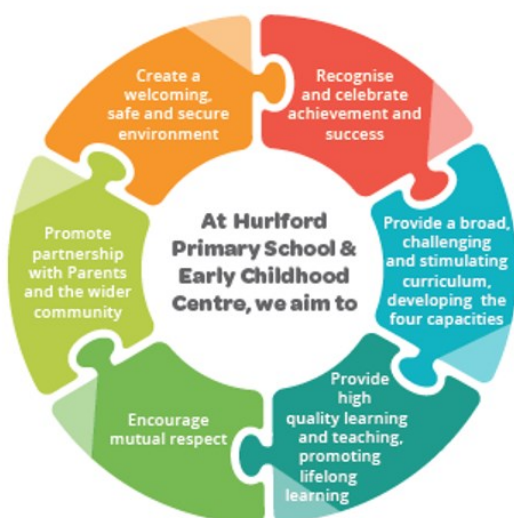 At Hurlford
Primary School &
Early Childhood
Centre, we aim to
Recognise
and celebrate
achievement and
success
Provide a broad,
challenging
and stimulating
curriculum,
developing the
four capacities
Provide
high
quality learning
and teaching,
promoting
lifelong
learning
Encourage
mutual respect
Promote
partnership
with Parents
and the wider
community
Create a
welcoming,
safe and secure
environment